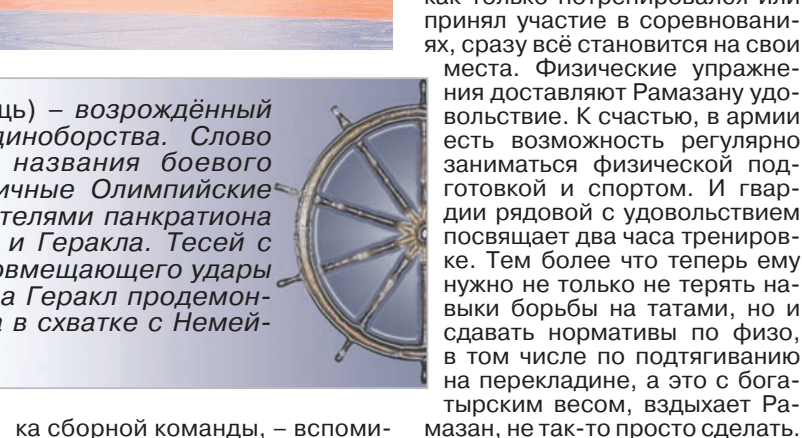 щь) – возрождённый
диноборства. Слово
названия боевого
ичные Олимпийские
ителями панкратиона
и Геракла. Тесей с
овмещающего удары
а Геракл продемон-
а в схватке с Немей-
ка сборной команды, – вспоми-
как только потренировался или
принял участие в соревновани-
ях, сразу всё становится на свои
места. Физические упражне-
ния доставляют Рамазану удо-
вольствие. К счастью, в армии
есть возможность регулярно
заниматься физической под-
готовкой и спортом. И гвар-
дии рядовой с удовольствием
посвящает два часа трениров-
ке. Тем более что теперь ему
нужно не только не терять на-
выки борьбы на татами, но и
сдавать нормативы по физо,
в том числе по подтягиванию
на перекладине, а это с бога-
тырским весом, вздыхает Ра-
мазан, не так-то просто сделать.